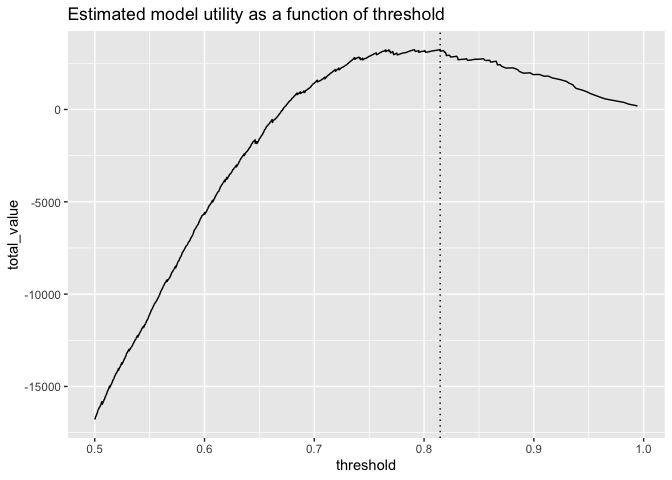 Estimated model utility as a function of threshold
total_value
0
-5000
-10000
-15000
0.5 0.6 0.7 0.8 0.9 1.0
threshold